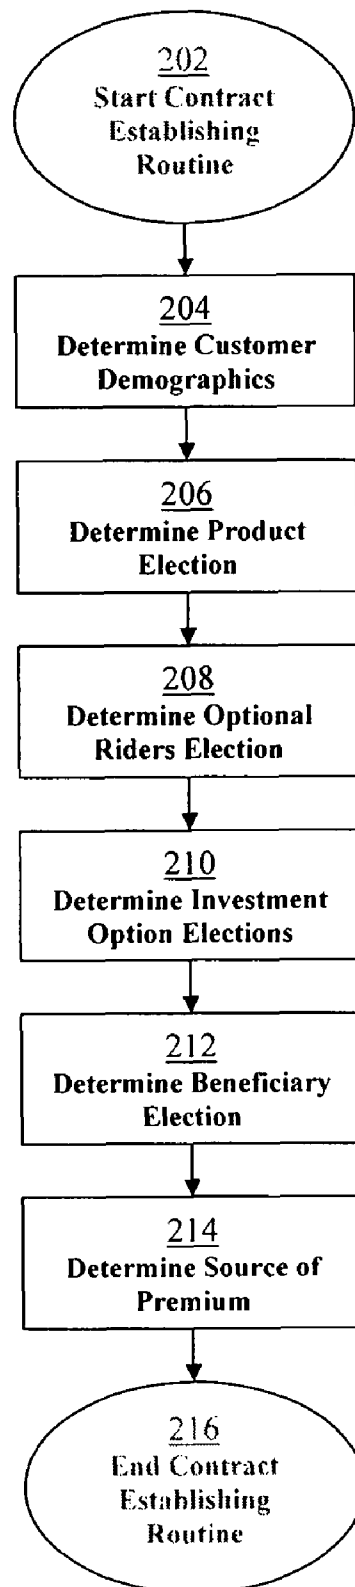 202
Start Contract
Establishing
Routine
204
Determine Customer
Demographics
206
Determine Product
Election
208
Determine Optional
Riders Election
210
Determine Investment
Option Elections
212
Determine Beneficiary
Election
214
Determine Source of
Premium
216
End Contract
Establishing
Routine